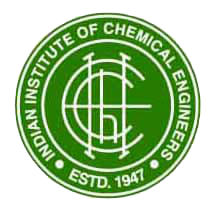 INDIAN INSTITUTE OF CHEMICAL ENGINEERS
• ESTD. 1947 •